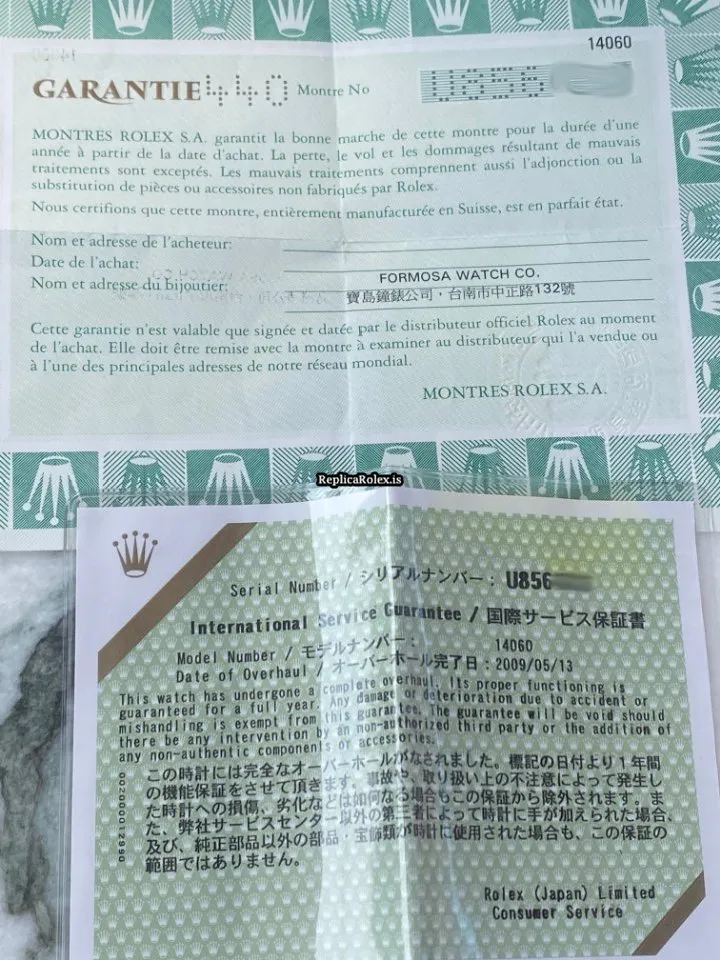 14060
GARANTIE 440 Montre No
MONTRES ROLEX S.A. garantit la bonne marche de cette montre pour la durée d'une
année à partir de la date d'achat. La perte, le vol et les dommages résultant de mauvais
traitements sont exceptés. Les mauvais traitements comprennent aussi l'adjonction ou la
substitution de pièces ou accessoires non fabriqués par Rolex.
Nous certifions que cette montre, entièrement manufacturée en Suisse, est en parfait état.
Nom et adresse de l'acheteur:
Date de l'achat:
FORMOSA WATCH CO.
Nom et adresse du bijoutier:
寶島鐘錶公司・台南市中正路132號
Cette garantie n'est valable que signée et datée par le distributeur officiel Rolex au moment
de l'achat. Elle doit être remise avec la montre à examiner au distributeur qui l'a vendue ou
à l'une des principales adresses de notre réseau mondial.
MONTRES ROLEX S.A.
ReplicaRolex.is
Serial Number / シリアルナンバー: U856
International Service Guarantee / 国際サービス保証書
Model Number / モデルナンバー: 14060
Date of Overhaul / オーバーホール完了日: 2009/05/13
This watch has undergone a complete overhaul. Its proper functioning is
guaranteed for a full year. Any damage or deterioration due to accident or
mishandling is exempt from this guarantee. The guarantee will be void should
there be any intervention by an non-authorized third party or the addition of
any non-authentic components or accessories.
この時計には完全なオーバーホールがなされました。標記の日付より1年間
の機能保証をさせて頂きます。事故や、取り扱い上の不注意によって発生し
た時計への損傷、劣化などは如何なる場合もこの保証から除外されます。ま
た、弊社サービスセンター以外の第三者によって時計に手が加えられた場合、
及び、純正部品以外の部品・宝飾類が時計に使用された場合も、この保証の
範囲ではありません。
0020000012990
Rolex (Japan) Limited
Consumer Service